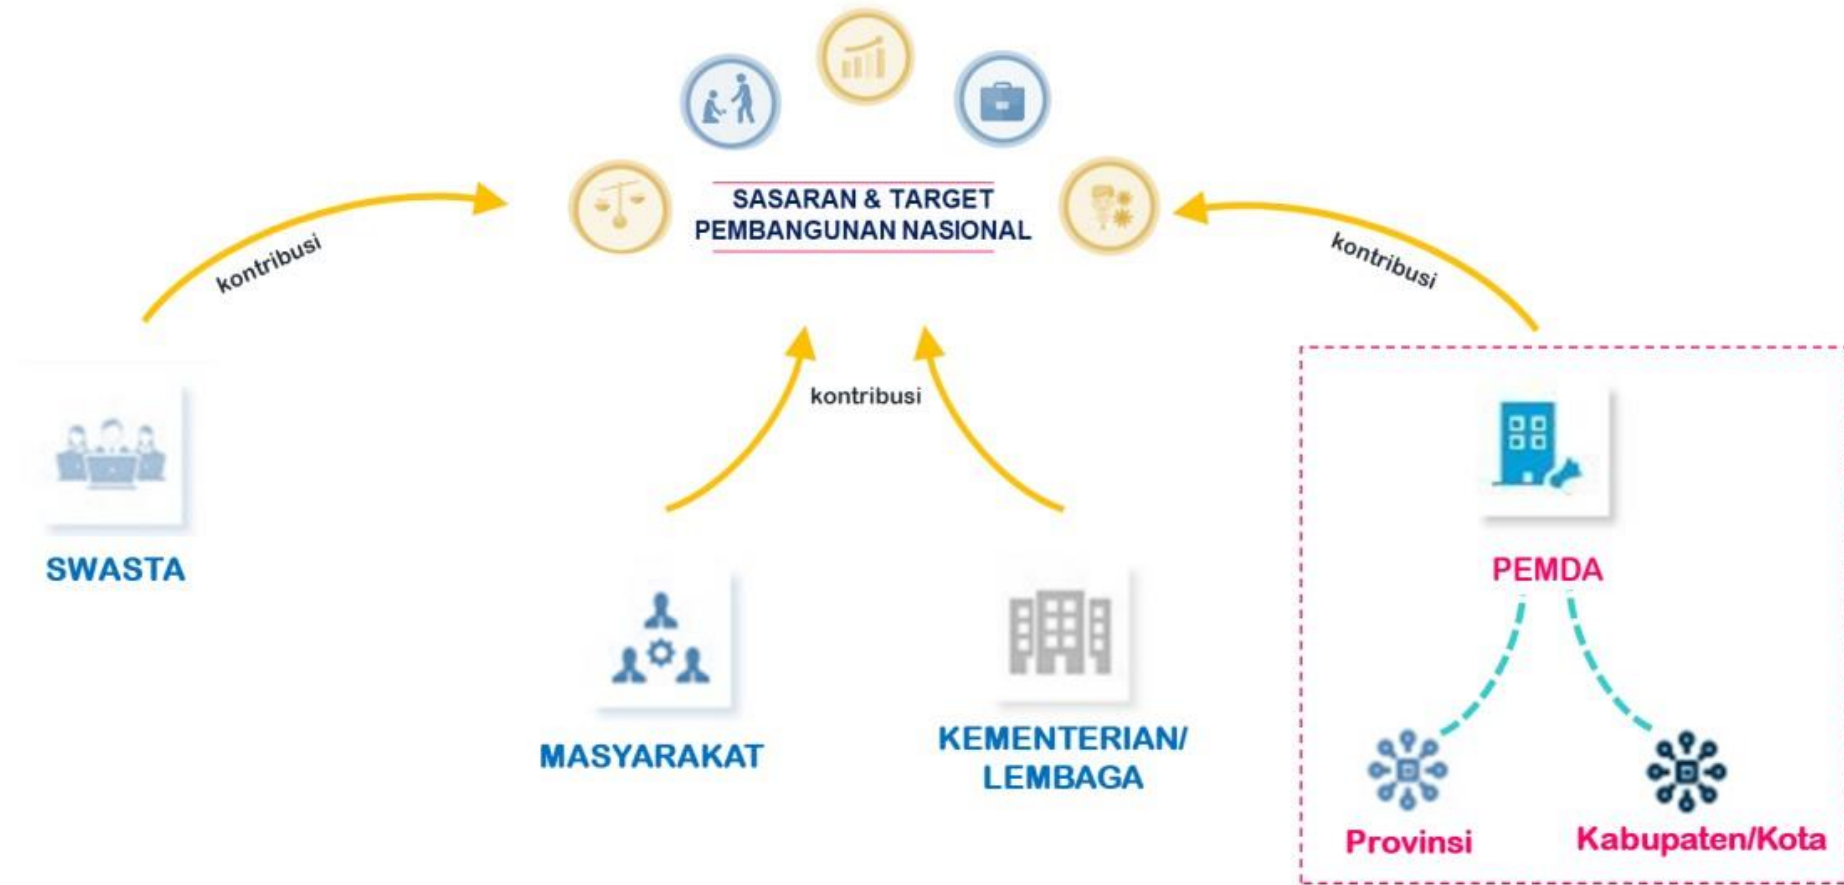 SASARAN & TARGET
PEMBANGUNAN NASIONAL
kontribusi
kontribusi
kontribusi
SWASTA
MASYARAKAT
KEMENTERIAN/
LEMBAGA
PEMDA
Provinsi
Kabupaten/Kota